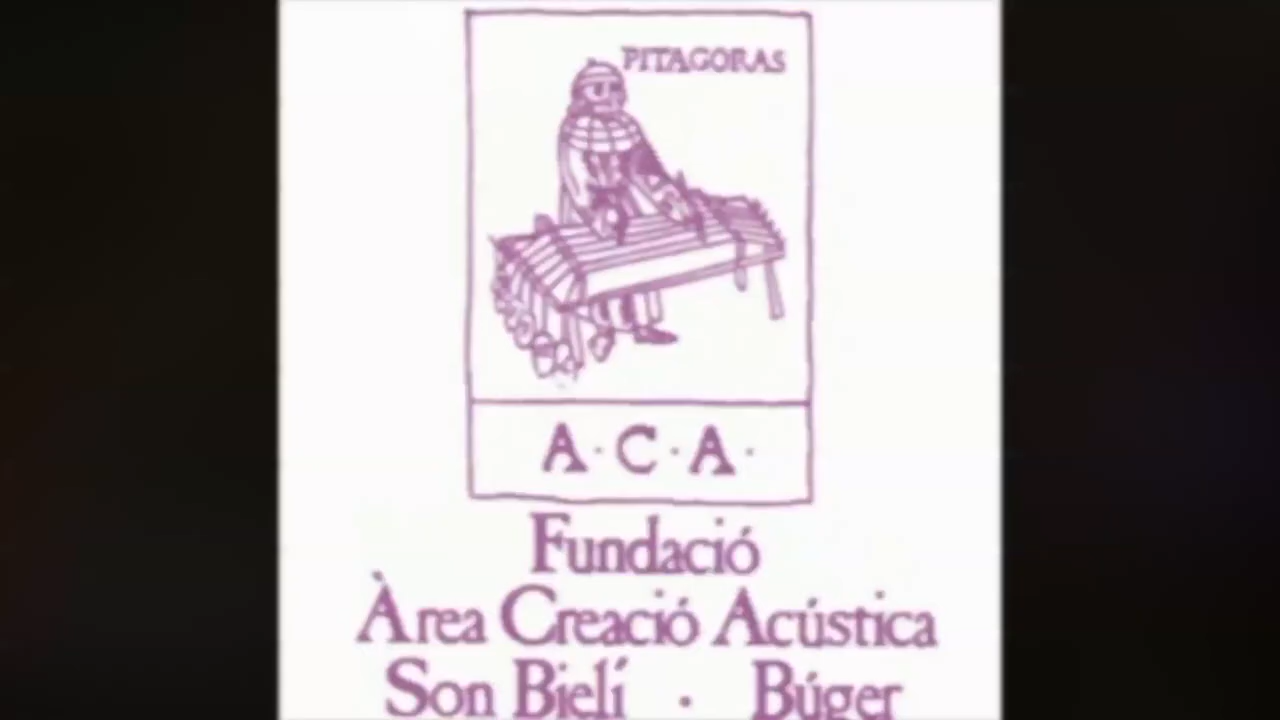 PITAGORAS
A·C·A·
Fundació
Àrea Creació Acústica
Son Bielí · Búger